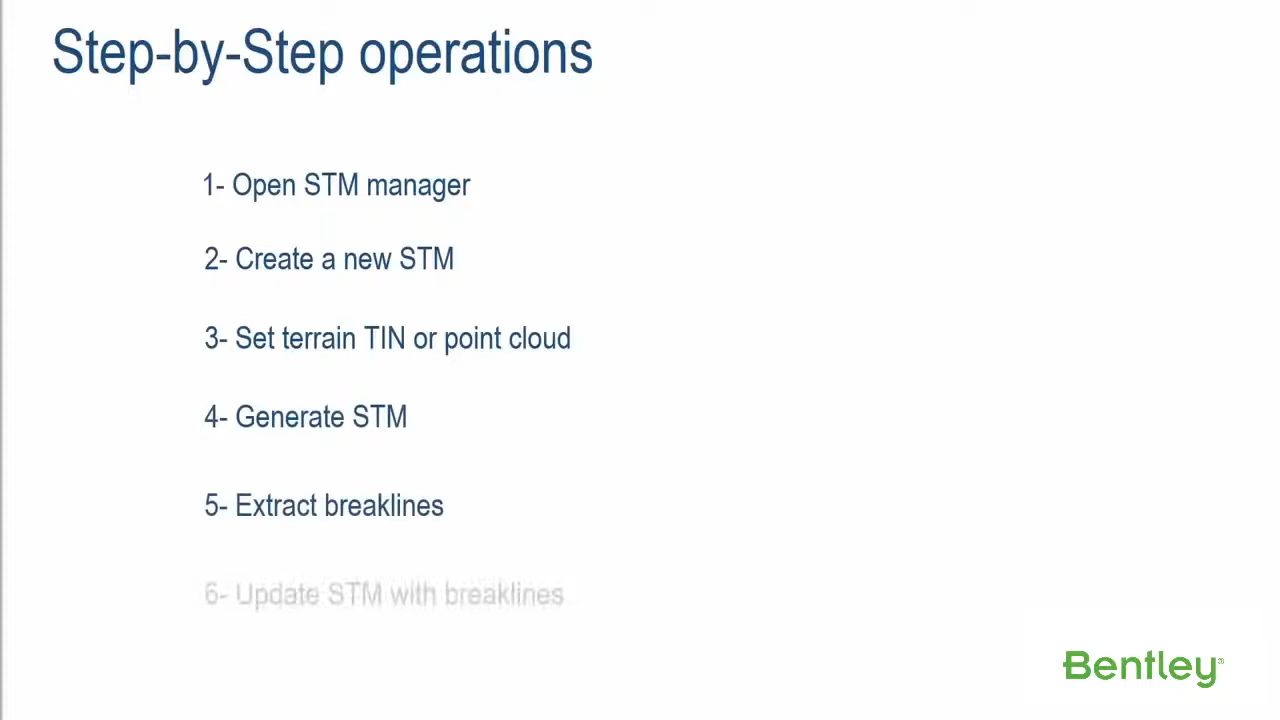 Step-by-Step operations
1- Open STM manager
2- Create a new STM
3- Set terrain TIN or point cloud
4- Generate STM
5- Extract breaklines
6- Update STM with breaklines
Bentley®